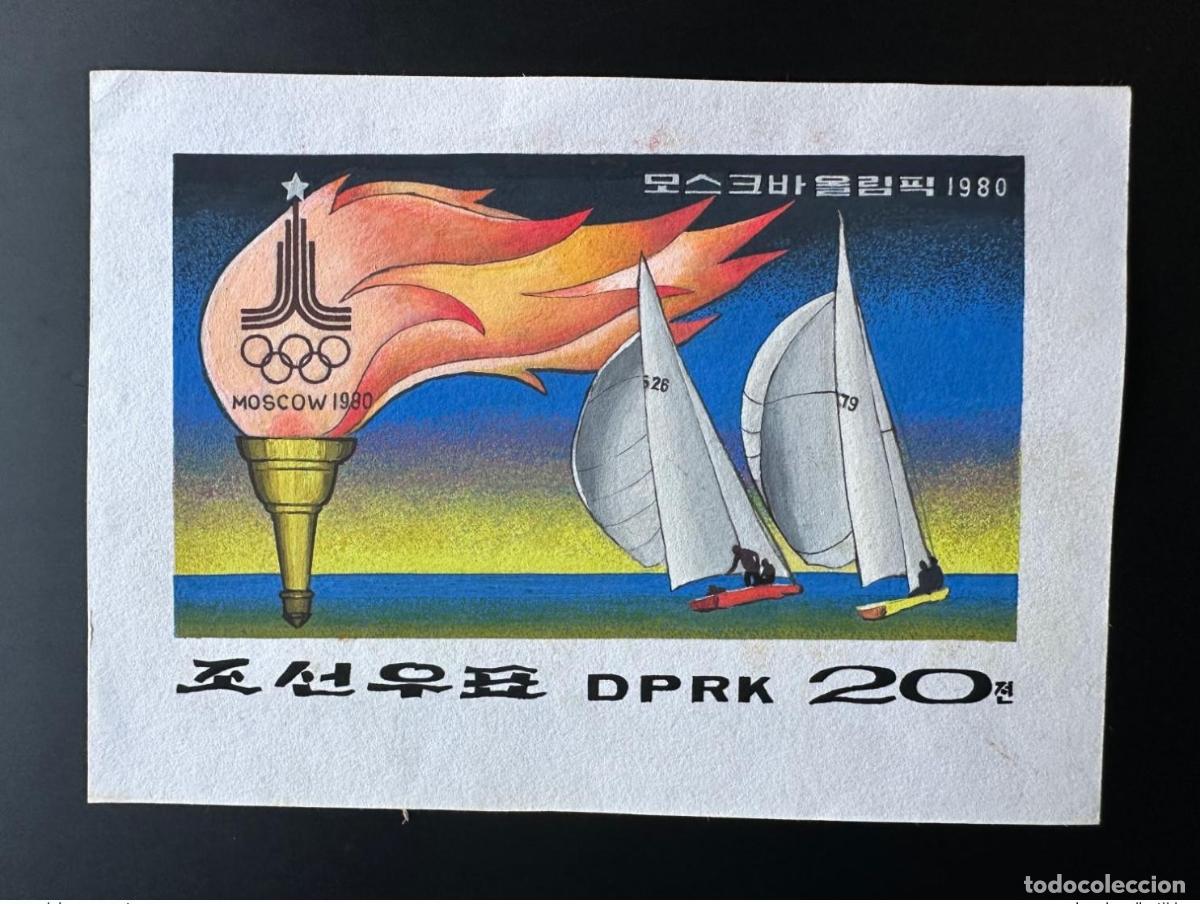 모스크바 올림픽 1980
MOSCOW 1980
526
79
조선우표 DPRK 20전
todocoleccion